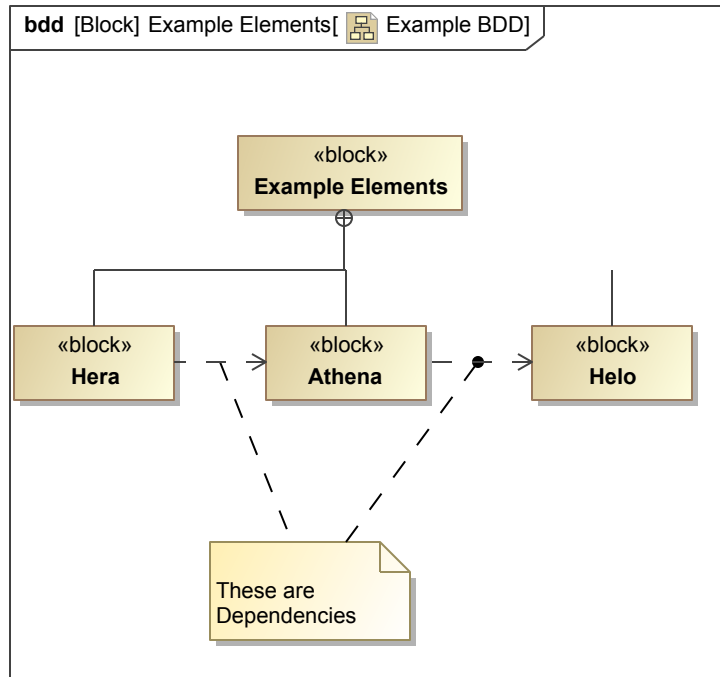 bdd [Block] Example Elements[ Example BDD]
«block»
Example Elements
«block»
Hera
«block»
Athena
«block»
Helo
These are
Dependencies